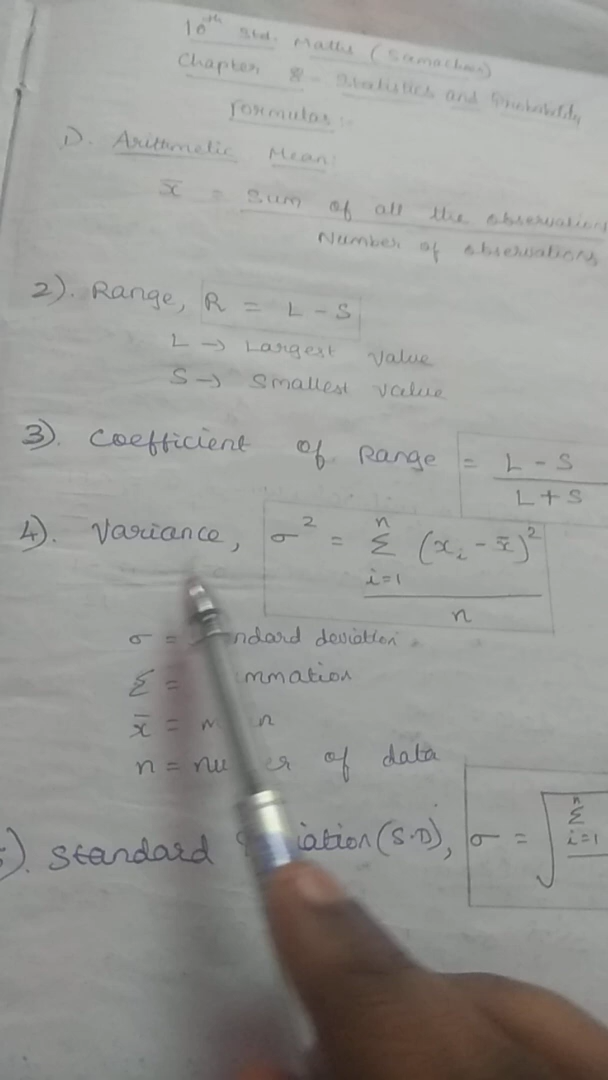 10th Std. Maths (Samacheer)
Chapter 8 - Statistics and Probability
Formulas :-
1). Arithmetic Mean:
x̄ = Sum of all the observations
Number of observations
2). Range, R = L - S
L → Largest value
S → Smallest value
3). Coefficient of Range = L - S / L + S
4). Variance, σ² = Σ i=1 n (xᵢ - x̄)² / n
σ = ndard deviation.
Σ = mmation
x̄ =
n = of data
5). Standard iation (S.D), σ = √ Σ i=1 n